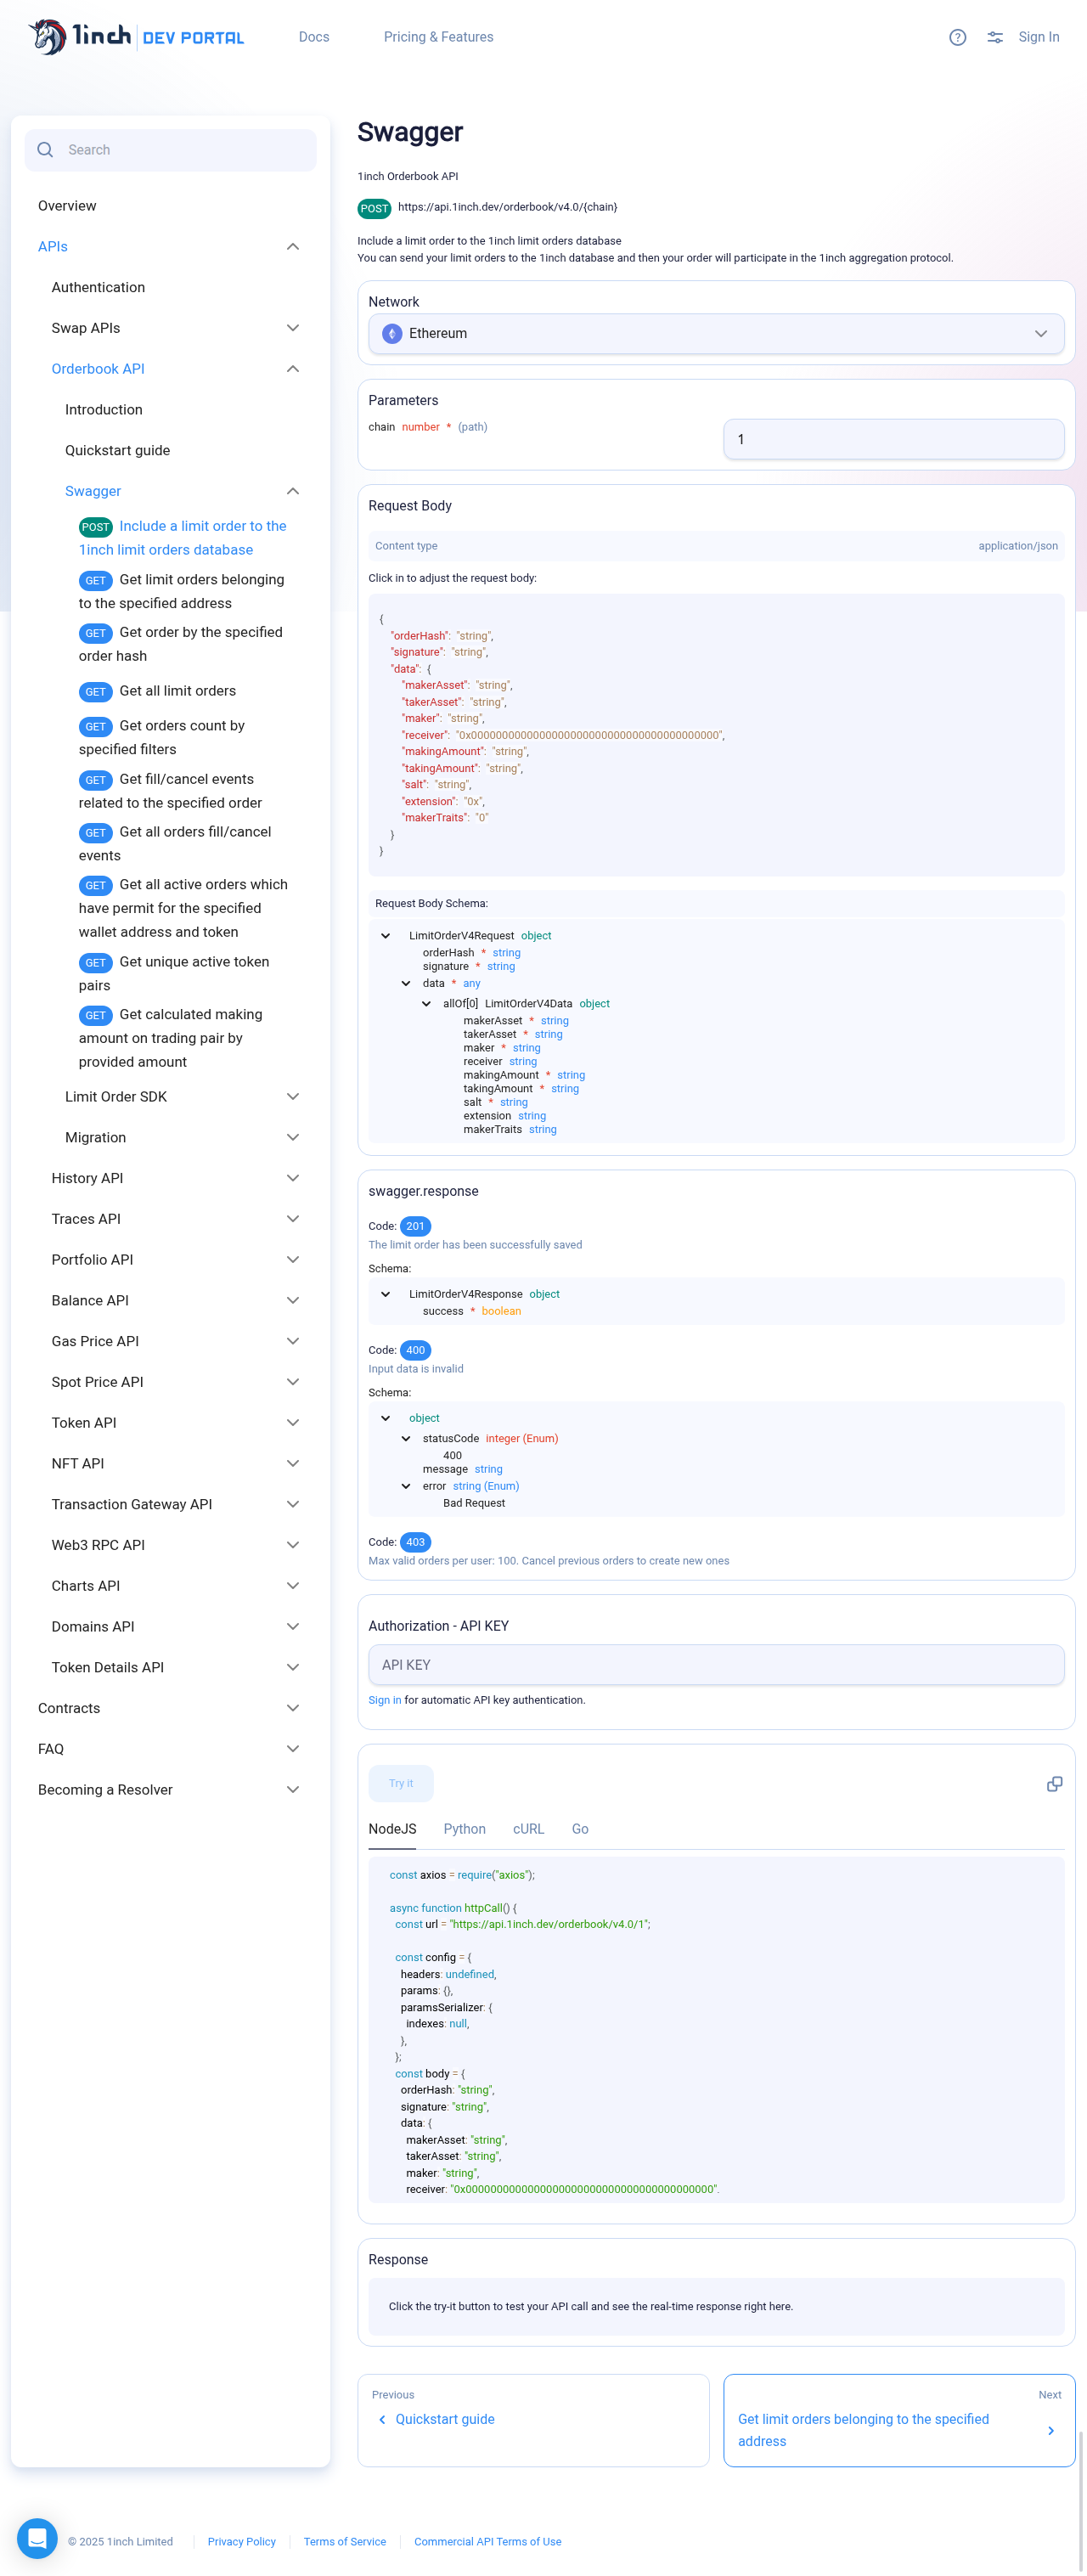 1inch DEV PORTAL
Docs
Pricing & Features
Sign In
Search
Overview
APIs
Authentication
Swap APIs
Orderbook API
Introduction
Quickstart guide
Swagger
POST Include a limit order to the
1inch limit orders database
GET Get limit orders belonging
to the specified address
GET Get order by the specified
order hash
GET Get all limit orders
GET Get orders count by
specified filters
GET Get fill/cancel events
related to the specified order
GET Get all orders fill/cancel
events
GET Get all active orders which
have permit for the specified
wallet address and token
GET Get unique active token
pairs
GET Get calculated making
amount on trading pair by
provided amount
Limit Order SDK
Migration
History API
Traces API
Portfolio API
Balance API
Gas Price API
Spot Price API
Token API
NFT API
Transaction Gateway API
Web3 RPC API
Charts API
Domains API
Token Details API
Contracts
FAQ
Becoming a Resolver
Swagger
1inch Orderbook API
POST https://api.1inch.dev/orderbook/v4.0/{chain}
Include a limit order to the 1inch limit orders database
You can send your limit orders to the 1inch database and then your order will participate in the 1inch aggregation protocol.
Network
Ethereum
Parameters
chain number * (path)
1
Request Body
Content type application/json
Click in to adjust the request body:
{
"orderHash": "string",
"signature": "string",
"data": {
"makerAsset": "string",
"takerAsset": "string",
"maker": "string",
"receiver": "0x0000000000000000000000000000000000000000",
"makingAmount": "string",
"takingAmount": "string",
"salt": "string",
"extension": "0x",
"makerTraits": "0"
}
}
Request Body Schema:
LimitOrderV4Request object
orderHash * string
signature * string
data * any
allOf[0] LimitOrderV4Data object
makerAsset * string
takerAsset * string
maker * string
receiver string
makingAmount * string
takingAmount * string
salt * string
extension string
makerTraits string
swagger.response
Code: 201
The limit order has been successfully saved
Schema:
LimitOrderV4Response object
success * boolean
Code: 400
Input data is invalid
Schema:
object
statusCode integer (Enum)
400
message string
error string (Enum)
Bad Request
Code: 403
Max valid orders per user: 100. Cancel previous orders to create new ones
Authorization - API KEY
API KEY
Sign in for automatic API key authentication.
Try it
NodeJS Python cURL Go
const axios = require("axios");
async function httpCall() {
const url = "https://api.1inch.dev/orderbook/v4.0/1";
const config = {
headers: undefined,
params: {},
paramsSerializer: {
indexes: null,
},
};
const body = {
orderHash: "string",
signature: "string",
data: {
makerAsset: "string",
takerAsset: "string",
maker: "string",
receiver: "0x0000000000000000000000000000000000000000".
Response
Click the try-it button to test your API call and see the real-time response right here.
Previous
Quickstart guide
Next
Get limit orders belonging to the specified
address
© 2025 1inch Limited
Privacy Policy
Terms of Service
Commercial API Terms of Use